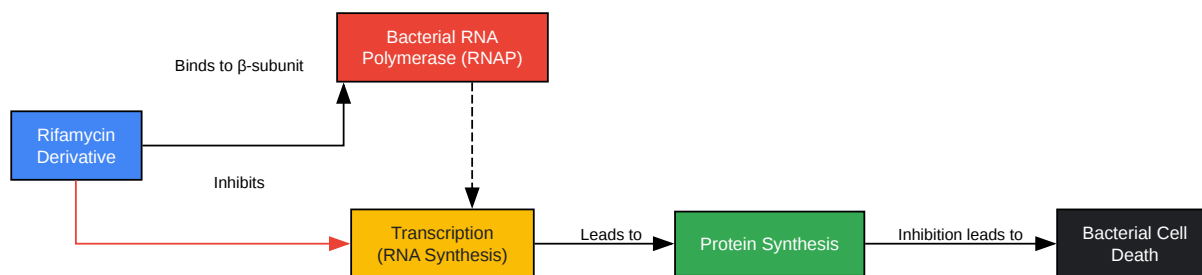 Bacterial RNA
Polymerase (RNAP)
Binds to β-subunit
Rifamycin
Derivative
Inhibits
Transcription
(RNA Synthesis)
Leads to
Protein Synthesis
Inhibition leads to
Bacterial Cell
Death